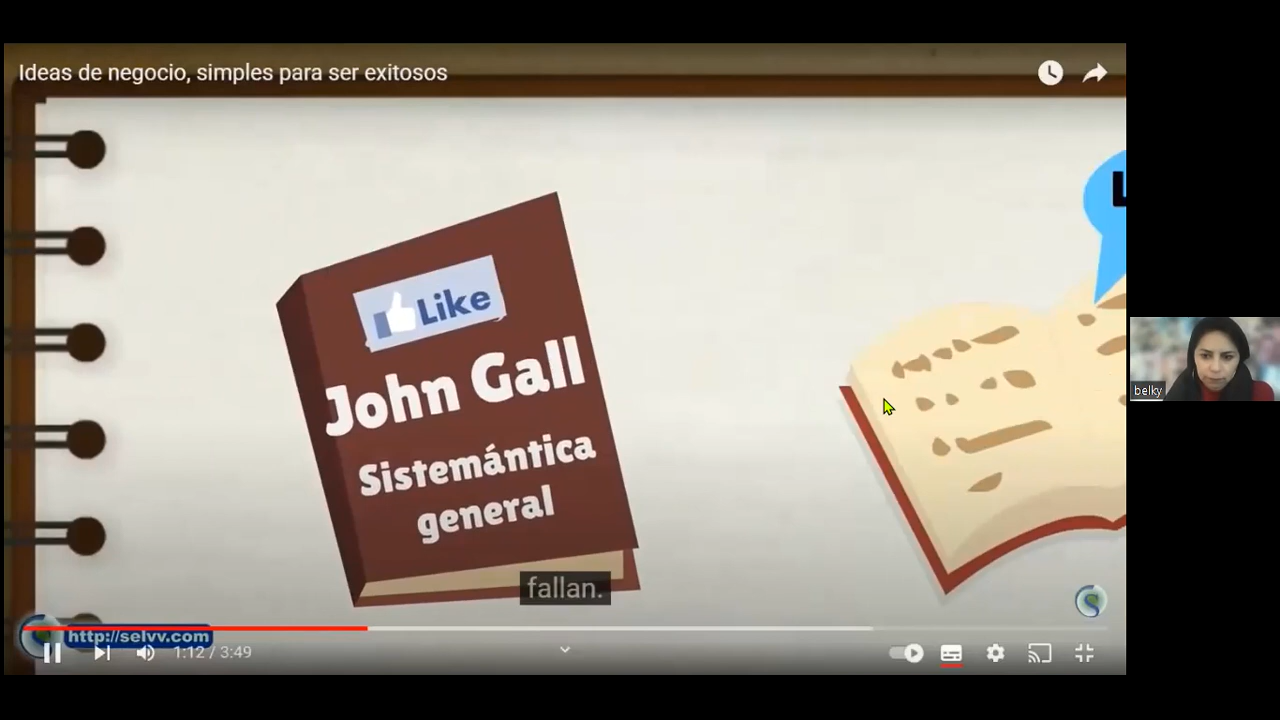 Ideas de negocio, simples para ser exitosos
Like
John Gall
Sistemántica
general
fallan.
http://selvv.com
1:12 / 3:49
belky